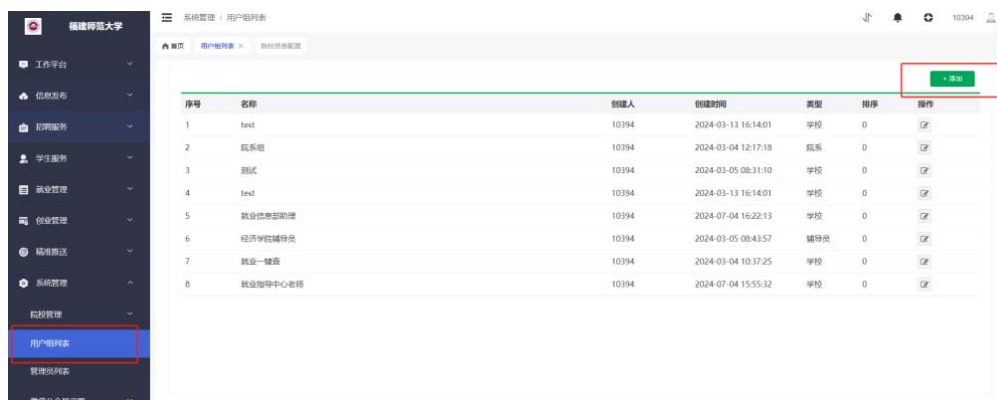 福建师范大学
系统管理 / 用户组列表
10394
首页 用户组列表 × 院校信息配置
工作平台
信息发布
招聘服务
学生服务
就业管理
创业管理
精准推送
系统管理
院校管理
用户组列表
管理员列表
+ 添加
序号 名称 创建人 创建时间 类型 排序 操作
1 test 10394 2024-03-13 16:14:01 学校 0
2 院系组 10394 2024-03-04 12:17:18 院系 0
3 测试 10394 2024-03-05 08:31:10 学校 0
4 test 10394 2024-03-13 16:14:01 学校 0
5 就业信息部助理 10394 2024-07-04 16:22:13 学校 0
6 经济学院辅导员 10394 2024-03-05 08:43:57 辅导员 0
7 就业一键查 10394 2024-03-04 10:37:25 学校 0
8 就业指导中心老师 10394 2024-07-04 15:55:32 学校 0